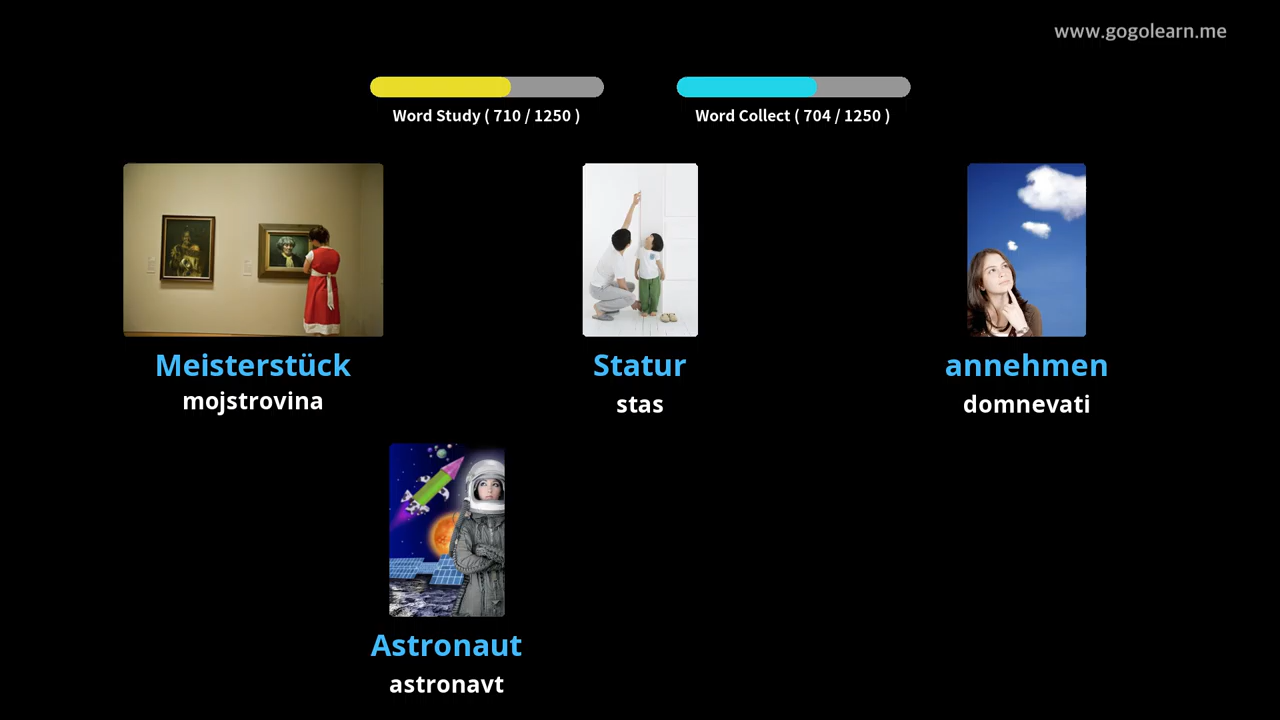 www.gogolearn.me
Word Study ( 710 / 1250 )
Word Collect ( 704 / 1250 )
Meisterstück
mojstrovina
Statur
stas
annehmen
domnevati
Astronaut
astronavt